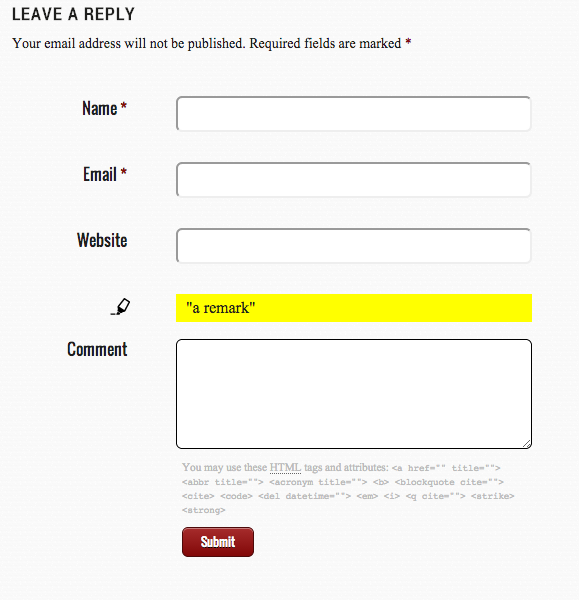 LEAVE A REPLY
Your email address will not be published. Required fields are marked *
Name *
Email *
Website
"a remark"
Comment
You may use these HTML tags and attributes: <a href="" title="">
<abbr title=""> <acronym title=""> <b> <blockquote cite="">
<cite> <code> <del datetime=""> <em> <i> <q cite=""> <strike>
<strong>
Submit